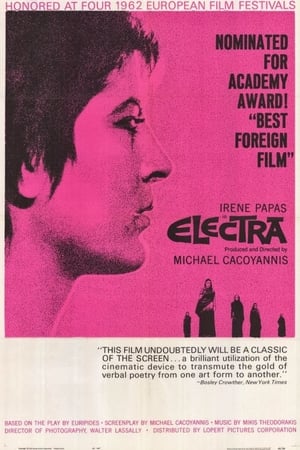 HONORED AT FOUR 1962 EUROPEAN FILM FESTIVALS
NOMINATED
FOR
ACADEMY
AWARD!
"BEST
FOREIGN
FILM"
IRENE PAPAS
in
ELECTRA
Produced and Directed by
MICHAEL CACOYANNIS
"THIS FILM UNDOUBTEDLY WILL BE A CLASSIC
OF THE SCREEN... a brilliant utilization of the
cinematic device to transmute the gold of
verbal poetry from one art form to another."
—Bosley Crowther, New York Times
BASED ON THE PLAY BY EURIPIDES • SCREENPLAY BY MICHAEL CACOYANNIS • MUSIC BY MIKIS THEODORAKIS
DIRECTOR OF PHOTOGRAPHY, WALTER LASSALLY • DISTRIBUTED BY LOPERT PICTURES CORPORATION